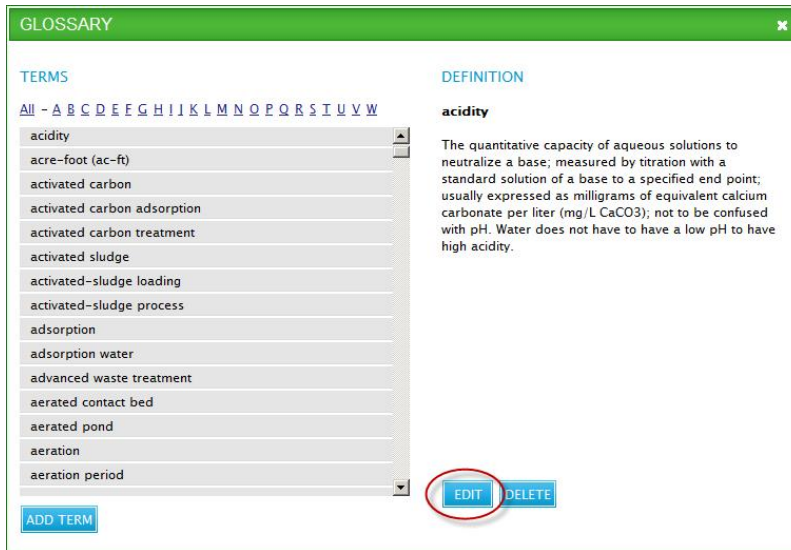 GLOSSARY
TERMS
All - A B C D E F G H I J K L M N O P Q R S T U V W
acidity
acre-foot (ac-ft)
activated carbon
activated carbon adsorption
activated carbon treatment
activated sludge
activated-sludge loading
activated-sludge process
adsorption
adsorption water
advanced waste treatment
aerated contact bed
aerated pond
aeration
aeration period
ADD TERM
DEFINITION
acidity
The quantitative capacity of aqueous solutions to
neutralize a base; measured by titration with a
standard solution of a base to a specified end point;
usually expressed as milligrams of equivalent calcium
carbonate per liter (mg/L CaCO3); not to be confused
with pH. Water does not have to have a low pH to have
high acidity.
EDIT DELETE